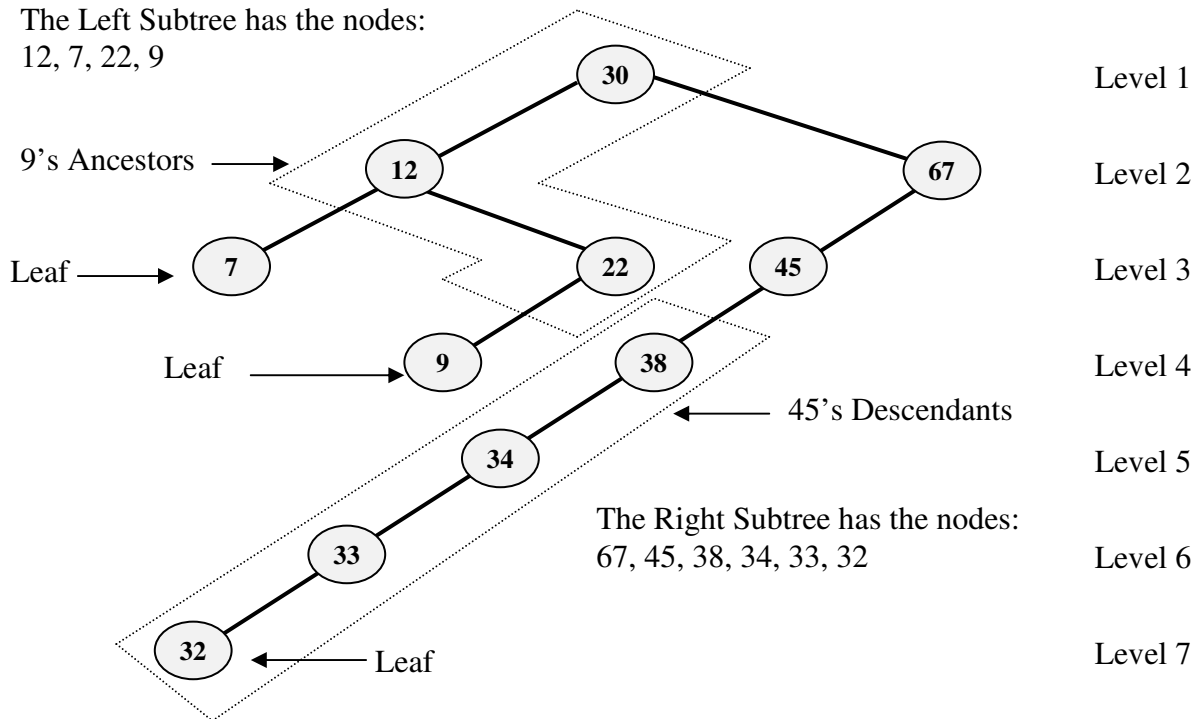 The Left Subtree has the nodes:
12, 7, 22, 9
30
Level 1
9’s Ancestors
12
67
Level 2
Leaf
7
22
45
Level 3
Leaf
9
38
Level 4
45’s Descendants
34
Level 5
The Right Subtree has the nodes:
67, 45, 38, 34, 33, 32
33
Level 6
32
Leaf
Level 7